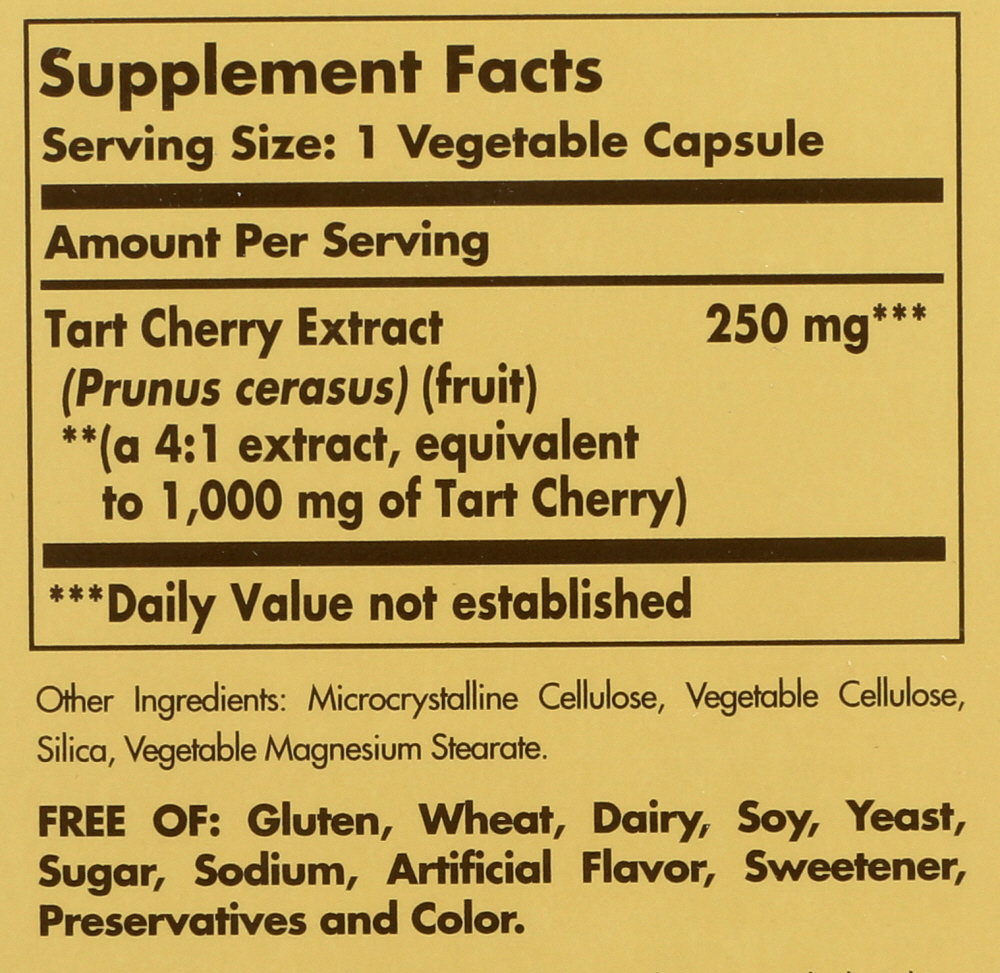 Supplement Facts
Serving Size: 1 Vegetable Capsule
Amount Per Serving
Tart Cherry Extract 250 mg***
(Prunus cerasus) (fruit)
**(a 4:1 extract, equivalent
to 1,000 mg of Tart Cherry)
***Daily Value not established
Other Ingredients: Microcrystalline Cellulose, Vegetable Cellulose,
Silica, Vegetable Magnesium Stearate.
FREE OF: Gluten, Wheat, Dairy, Soy, Yeast,
Sugar, Sodium, Artificial Flavor, Sweetener,
Preservatives and Color.